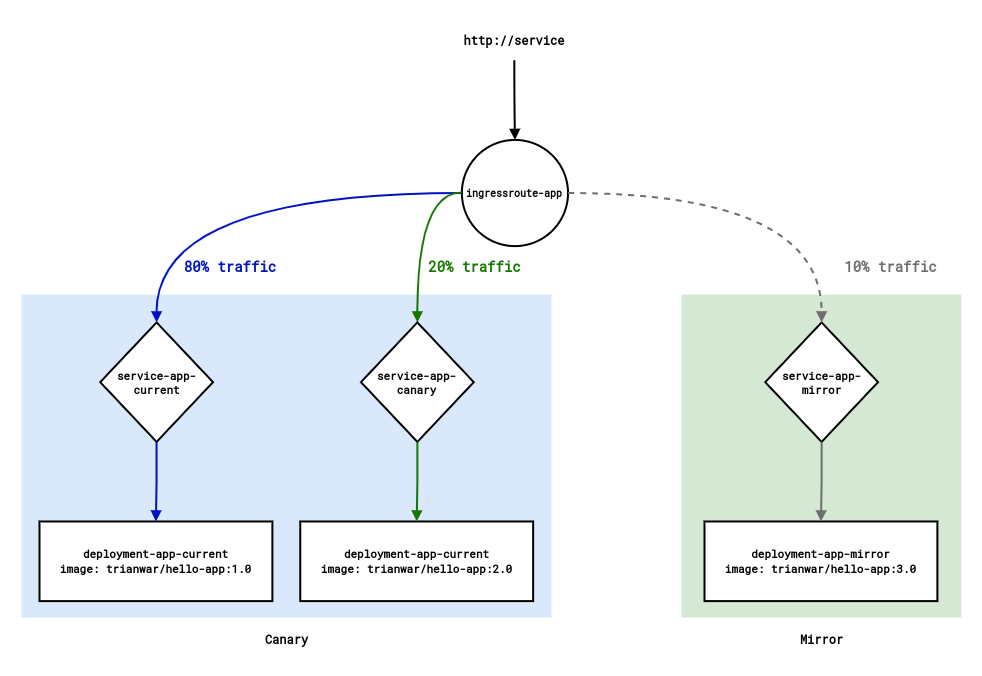 http://service
ingressroute-app
80% traffic
20% traffic
10% traffic
service-app-
current
service-app-
canary
service-app-
mirror
deployment-app-current
image: trianwar/hello-app:1.0
deployment-app-current
image: trianwar/hello-app:2.0
deployment-app-mirror
image: trianwar/hello-app:3.0
Canary
Mirror